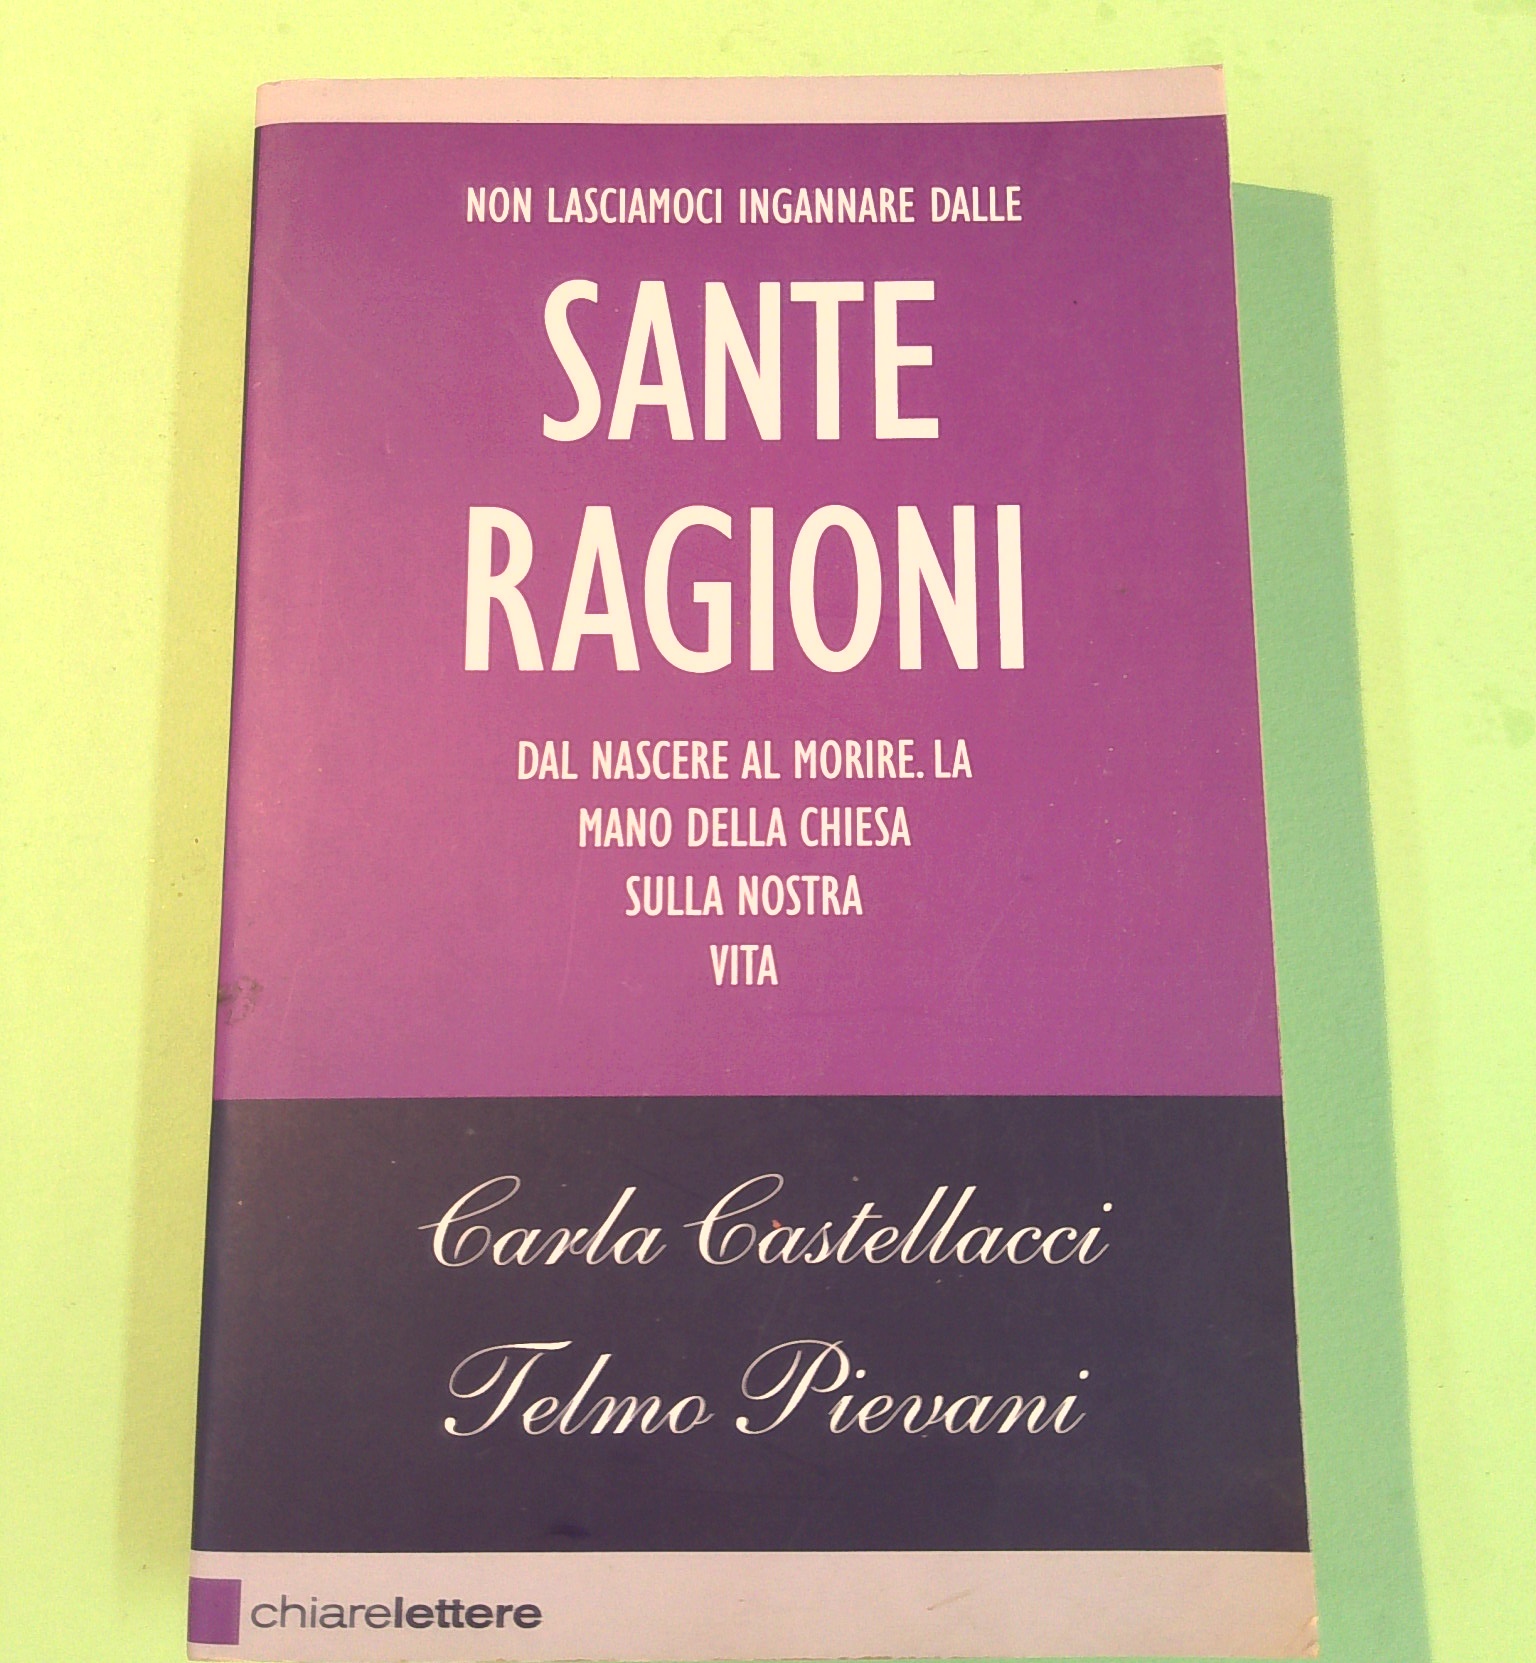 NON LASCIAMOCI INGANNARE DALLE
SANTE
RAGIONI
DAL NASCERE AL MORIRE. LA
MANO DELLA CHIESA
SULLA NOSTRA
VITA
Carla Castellacci
Telmo Pievani
chiarelettere